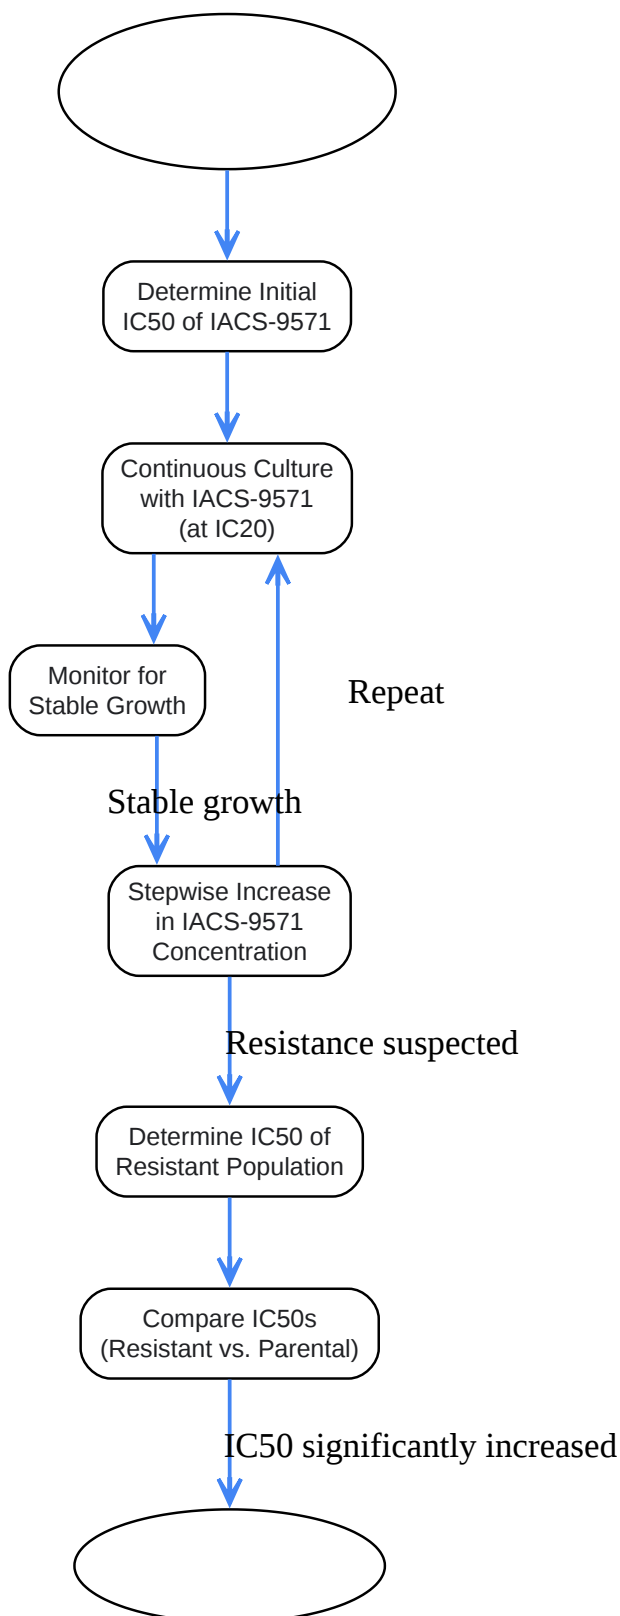 Determine Initial
IC50 of IACS-9571
Continuous Culture
with IACS-9571
(at IC20)
Monitor for
Stable Growth
Repeat
Stable growth
Stepwise Increase
in IACS-9571
Concentration
Resistance suspected
Determine IC50 of
Resistant Population
Compare IC50s
(Resistant vs. Parental)
IC50 significantly increased